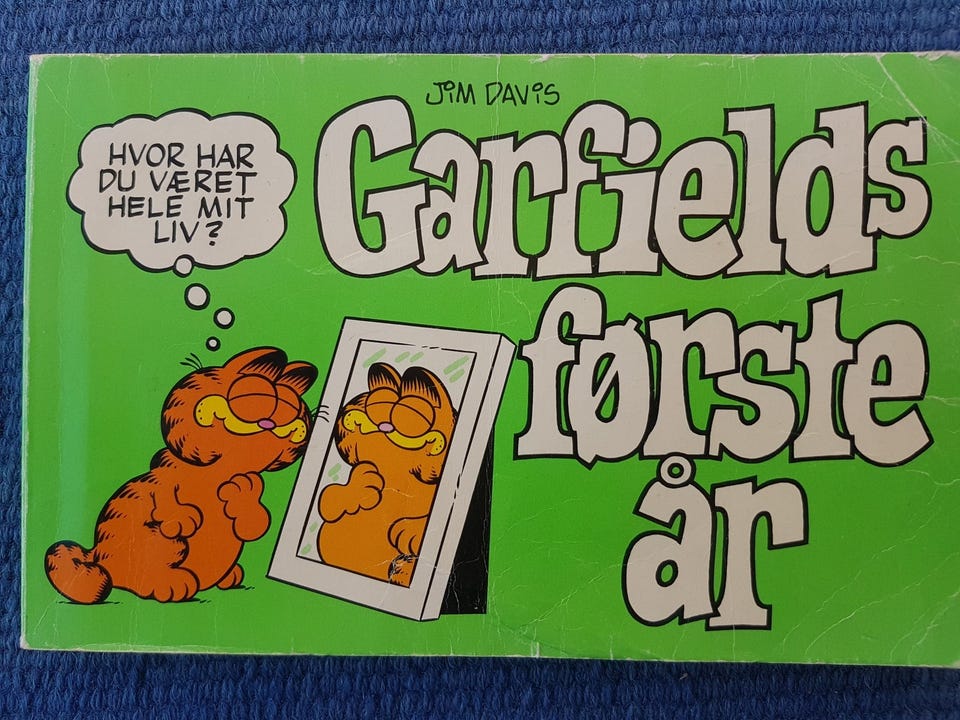 JIM DAVIS
Garfields
første
år
HVOR HAR
DU VÆRET
HELE MIT
LIV?